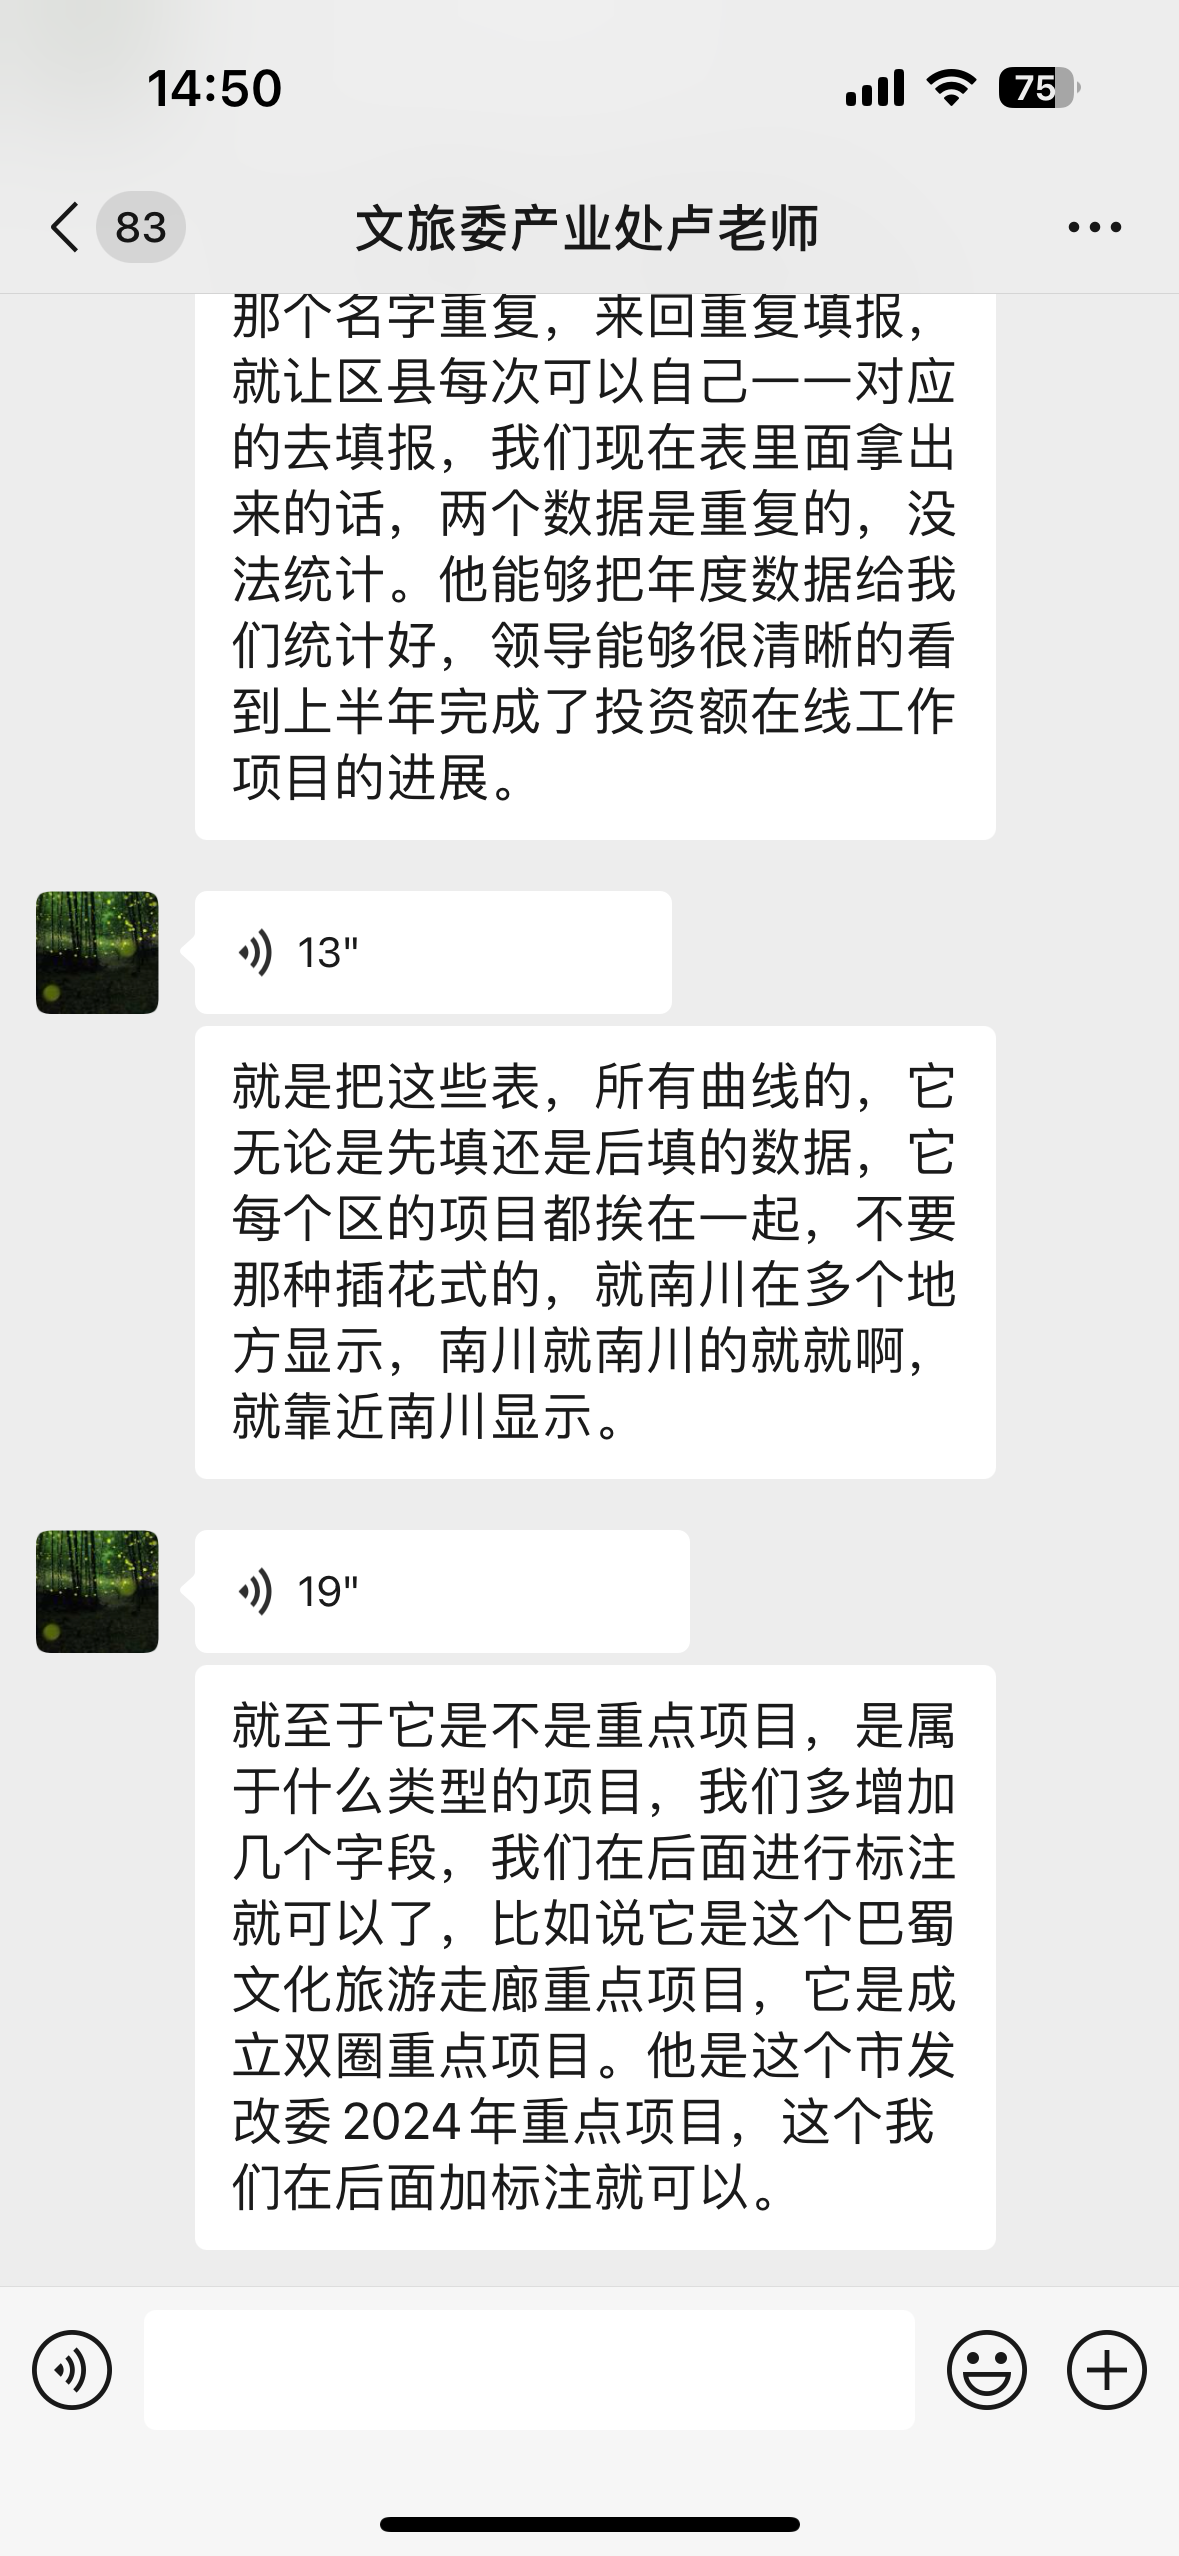 14:50
75
83
文旅委产业处卢老师
那个名字重复，来回重复填报，
就让区县每次可以自己一一对应
的去填报，我们现在表里面拿出
来的话，两个数据是重复的，没
法统计。他能够把年度数据给我
们统计好，领导能够很清晰的看
到上半年完成了投资额在线工作
项目的进展。
13"
就是把这些表，所有曲线的，它
无论是先填还是后填的数据，它
每个区的项目都挨在一起，不要
那种插花式的，就南川在多个地
方显示，南川就南川的就就啊，
就靠近南川显示。
19"
就至于它是不是重点项目，是属
于什么类型的项目，我们多增加
几个字段，我们在后面进行标注
就可以了，比如说它是这个巴蜀
文化旅游走廊重点项目，它是成
立双圈重点项目。他是这个市发
改委2024年重点项目，这个我
们在后面加标注就可以。